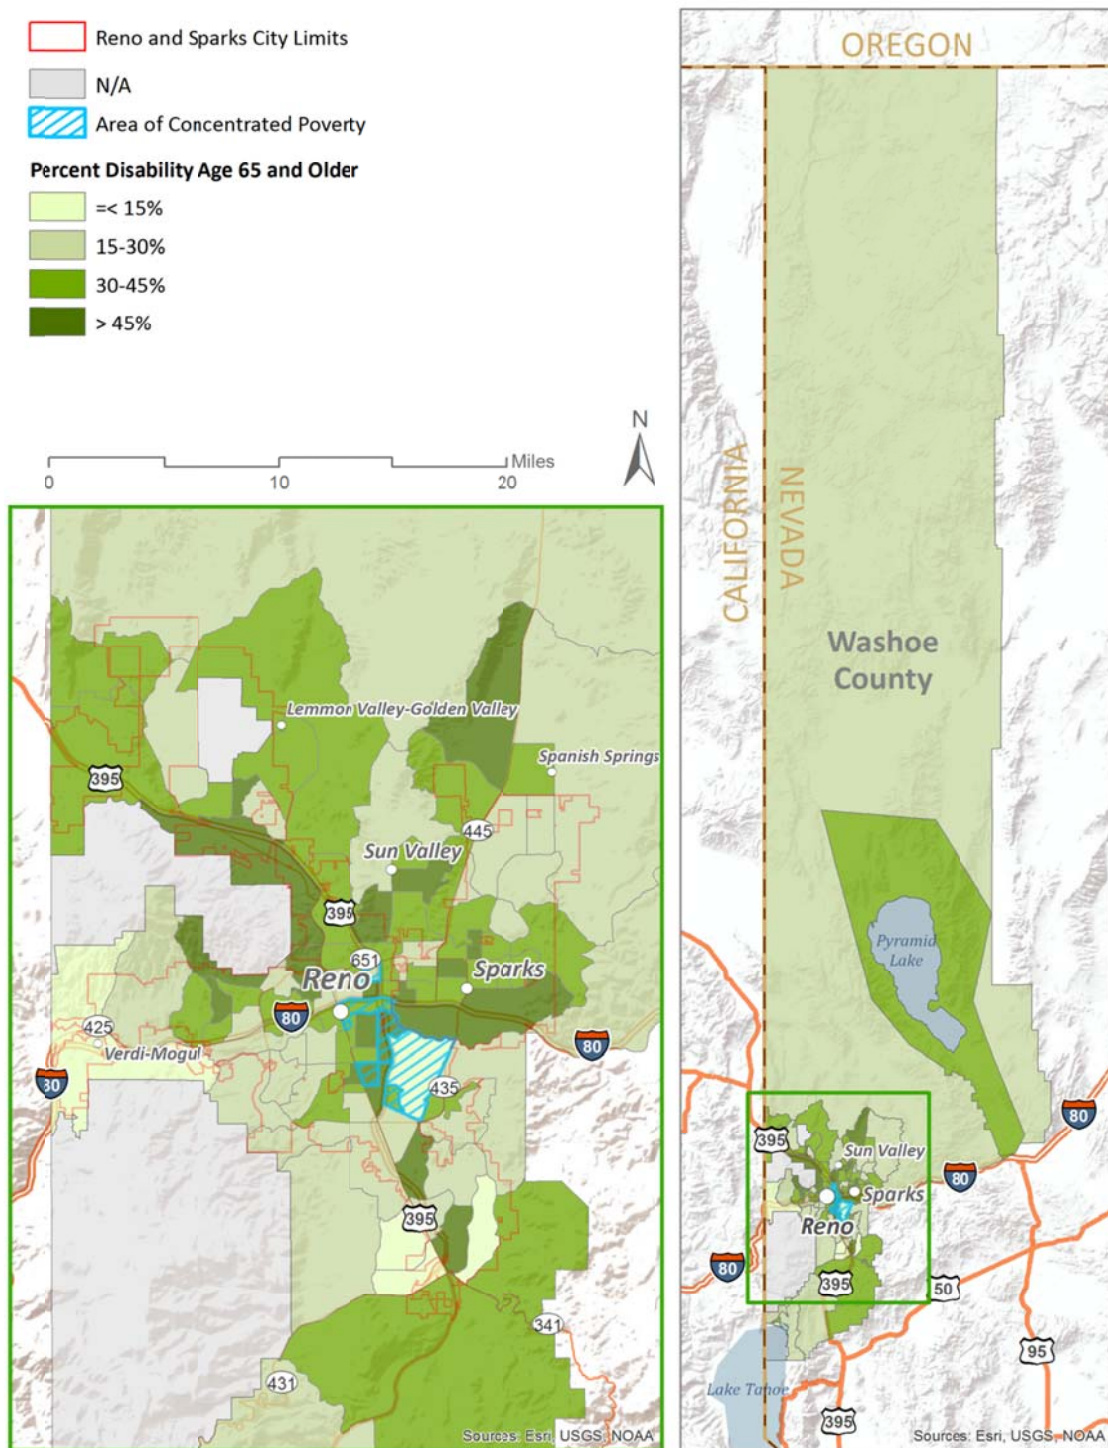 Reno and Sparks City Limits
N/A
Area of Concentrated Poverty
Percent Disability Age 65 and Older
=< 15%
15-30%
30-45%
> 45%
N
Miles
0
10
20
Lemmon Valley-Golden Valley
395
Spanish Springs
445
Sun Valley
395
651
Reno
Sparks
80
425
Verdi-Mogul
80
80
435
395
341
431
Sources: Esri, USGS, NOAA
OREGON
CALIFORNIA
NEVADA
Washoe
County
Pyramid
Lake
80
395
Sun Valley
80
Sparks
Reno
80
395
50
95
Lake Tahoe
395
Sources: Esri, USGS, NOAA